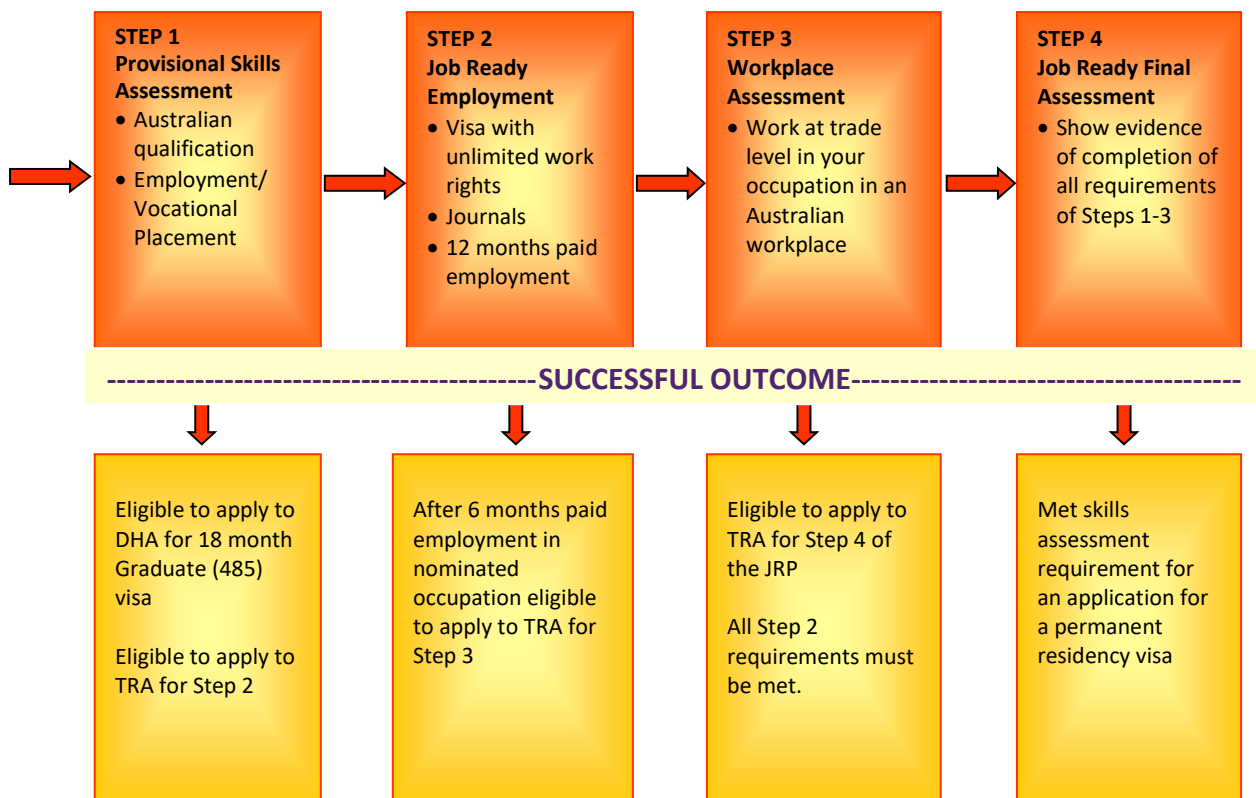 STEP 1
Provisional Skills
Assessment
• Australian
qualification
• Employment/
Vocational
Placement
STEP 2
Job Ready
Employment
• Visa with
unlimited work
rights
• Journals
• 12 months paid
employment
STEP 3
Workplace
Assessment
• Work at trade
level in your
occupation in an
Australian
workplace
STEP 4
Job Ready Final
Assessment
• Show evidence
of completion of
all requirements
of Steps 1-3
--------------------------------------------SUCCESSFUL OUTCOME----------------------------------------
Eligible to apply to
DHA for 18 month
Graduate (485)
visa
Eligible to apply to
TRA for Step 2
After 6 months paid
employment in
nominated
occupation eligible
to apply to TRA for
Step 3
Eligible to apply to
TRA for Step 4 of
the JRP
All Step 2
requirements must
be met.
Met skills
assessment
requirement for
an application for
a permanent
residency visa